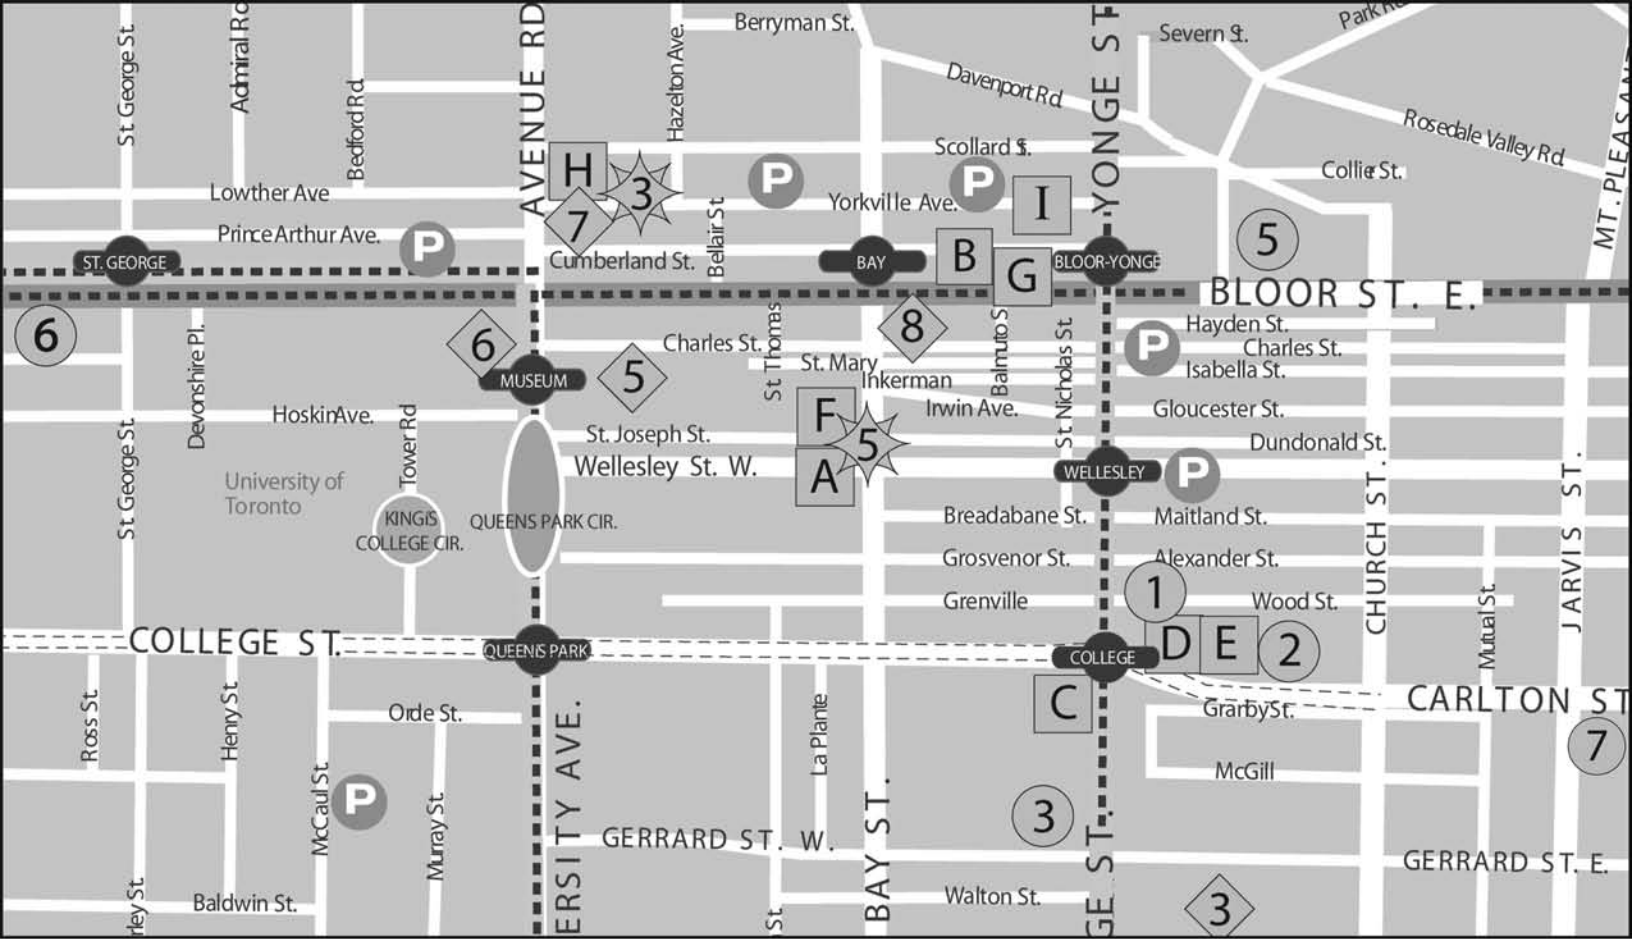 St George St.
Admiral Rd
Bedford Rd.
AVENUE RD
Hazelton Ave.
Berryman St.
Davenport Rd.
YONGE ST
Severn St.
Park Rd
Rosedale Valley Rd.
MT. PLEASANT
Scollard S.
Collier St.
Lowther Ave
H
3
7
P
P
Yorkville Ave.
I
Prince Arthur Ave.
P
Bellair St
5
ST. GEORGE
Cumberland St.
BAY
B
G
BLOOR-YONGE
BLOOR ST. E.
6
Devonshire Pl.
6
MUSEUM
5
Charles St.
St. Thomas
8
St. Mary
Inkerman
Balmuto S
St Nicholas St.
P
Hayden St.
Charles St.
Isabella St.
Hoskin Ave.
Tower Rd
F
5
Irwin Ave.
Gloucester St.
St. Joseph St.
Dundonald St.
Wellesley St. W.
A
WELLESLEY
P
St George St.
University of
Toronto
KING'S
COLLEGE CIR.
QUEENS PARK CIR.
Breadabane St.
Maitland St.
Grosvenor St.
Alexander St.
CHURCH ST.
JARVIS ST.
Mutual St.
Grenville
1
Wood St.
COLLEGE ST.
QUEEN'S PARK
COLLEGE
D
E
2
C
CARLTON ST
Granby St.
7
Ross St.
Henry St.
Orde St.
La Plante
McGill
McCaul St.
P
Murray St.
ERSITY AVE.
GERRARD ST. W.
BAY ST.
3
GE ST.
GERRARD ST. E.
rley St.
Baldwin St.
St.
Walton St.
3